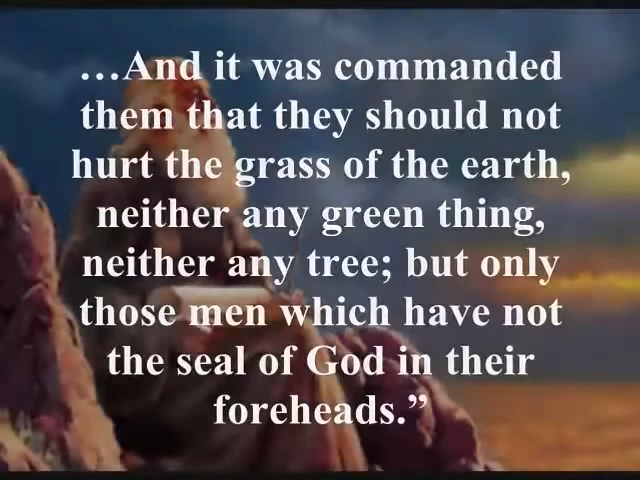 …And it was commanded
them that they should not
hurt the grass of the earth,
neither any green thing,
neither any tree; but only
those men which have not
the seal of God in their
foreheads.”